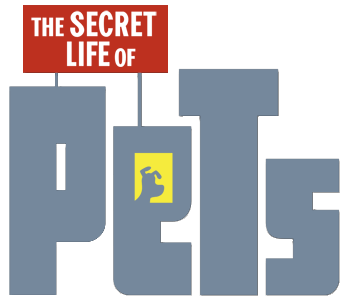 THE SECRET
LIFE OF
PeTs